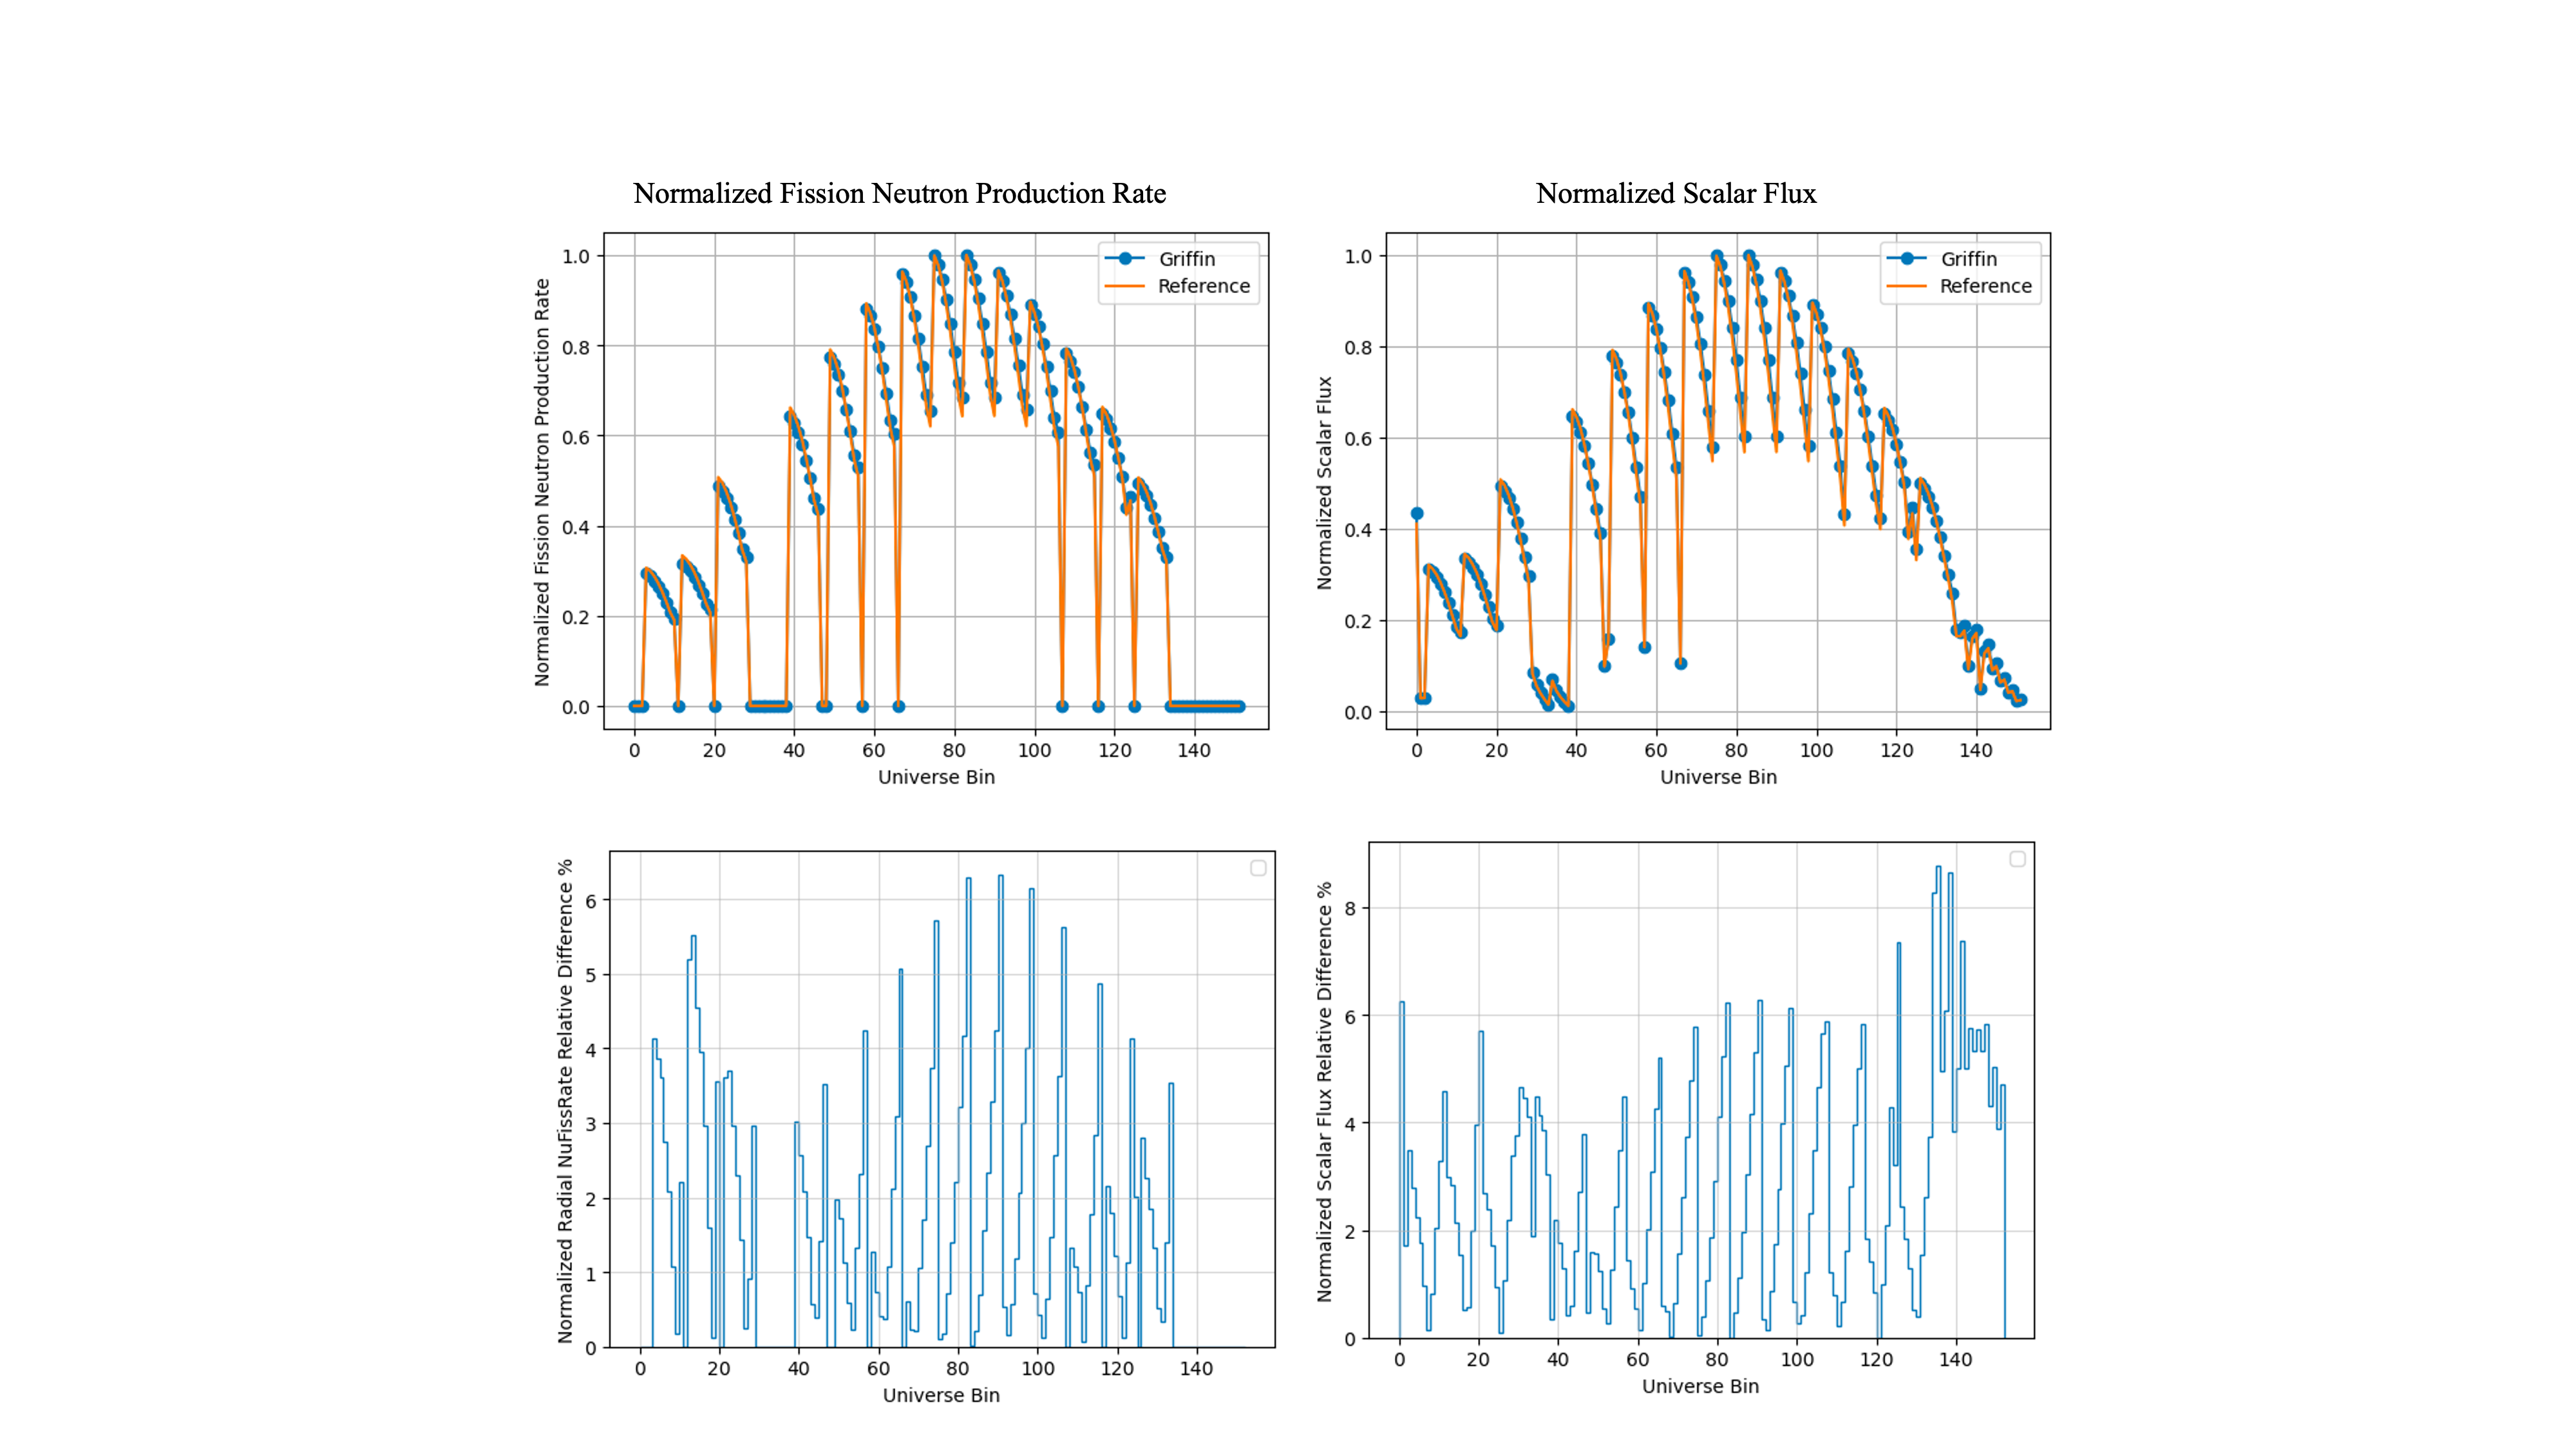 Normalized Fission Neutron Production Rate
Normalized Scalar Flux
Normalized Fission Neutron Production Rate
1.0
0.8
0.6
0.4
0.2
0.0
Griffin
Reference
0 20 40 60 80 100 120 140
Universe Bin
Normalized Scalar Flux
1.0
0.8
0.6
0.4
0.2
0.0
Griffin
Reference
0 20 40 60 80 100 120 140
Universe Bin
Normalized Radial NuFissRate Relative Difference %
6
5
4
3
2
1
0
0 20 40 60 80 100 120 140
Universe Bin
Normalized Scalar Flux Relative Difference %
8
6
4
2
0
0 20 40 60 80 100 120 140
Universe Bin